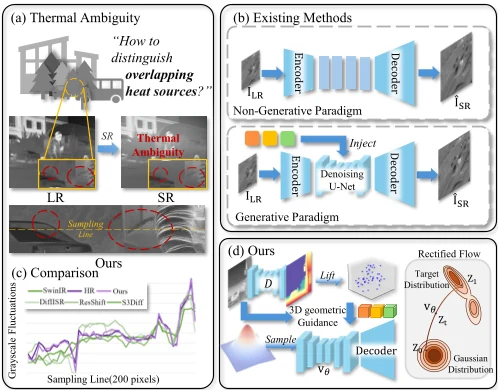 (a) Thermal Ambiguity
“How to
distinguish
overlapping
heat sources?”
SR
Thermal
Ambiguity
LR
SR
Sampling
Line
Ours
(c) Comparison
SwinIR
HR
Ours
DifIISR
ResShift
S3Diff
Grayscale Fluctuations
Sampling Line(200 pixels)
(b) Existing Methods
I_LR
Encoder
Decoder
Î_SR
Non-Generative Paradigm
Inject
I_LR
Encoder
Denoising
U-Net
Decoder
Î_SR
Generative Paradigm
(d) Ours
D
Lift
3D geometric
Guidance
Sample
v_θ
Decoder
Rectified Flow
Target
Distribution
Z_1
v_θ
Z_t
Z_0
Gaussian
Distribution